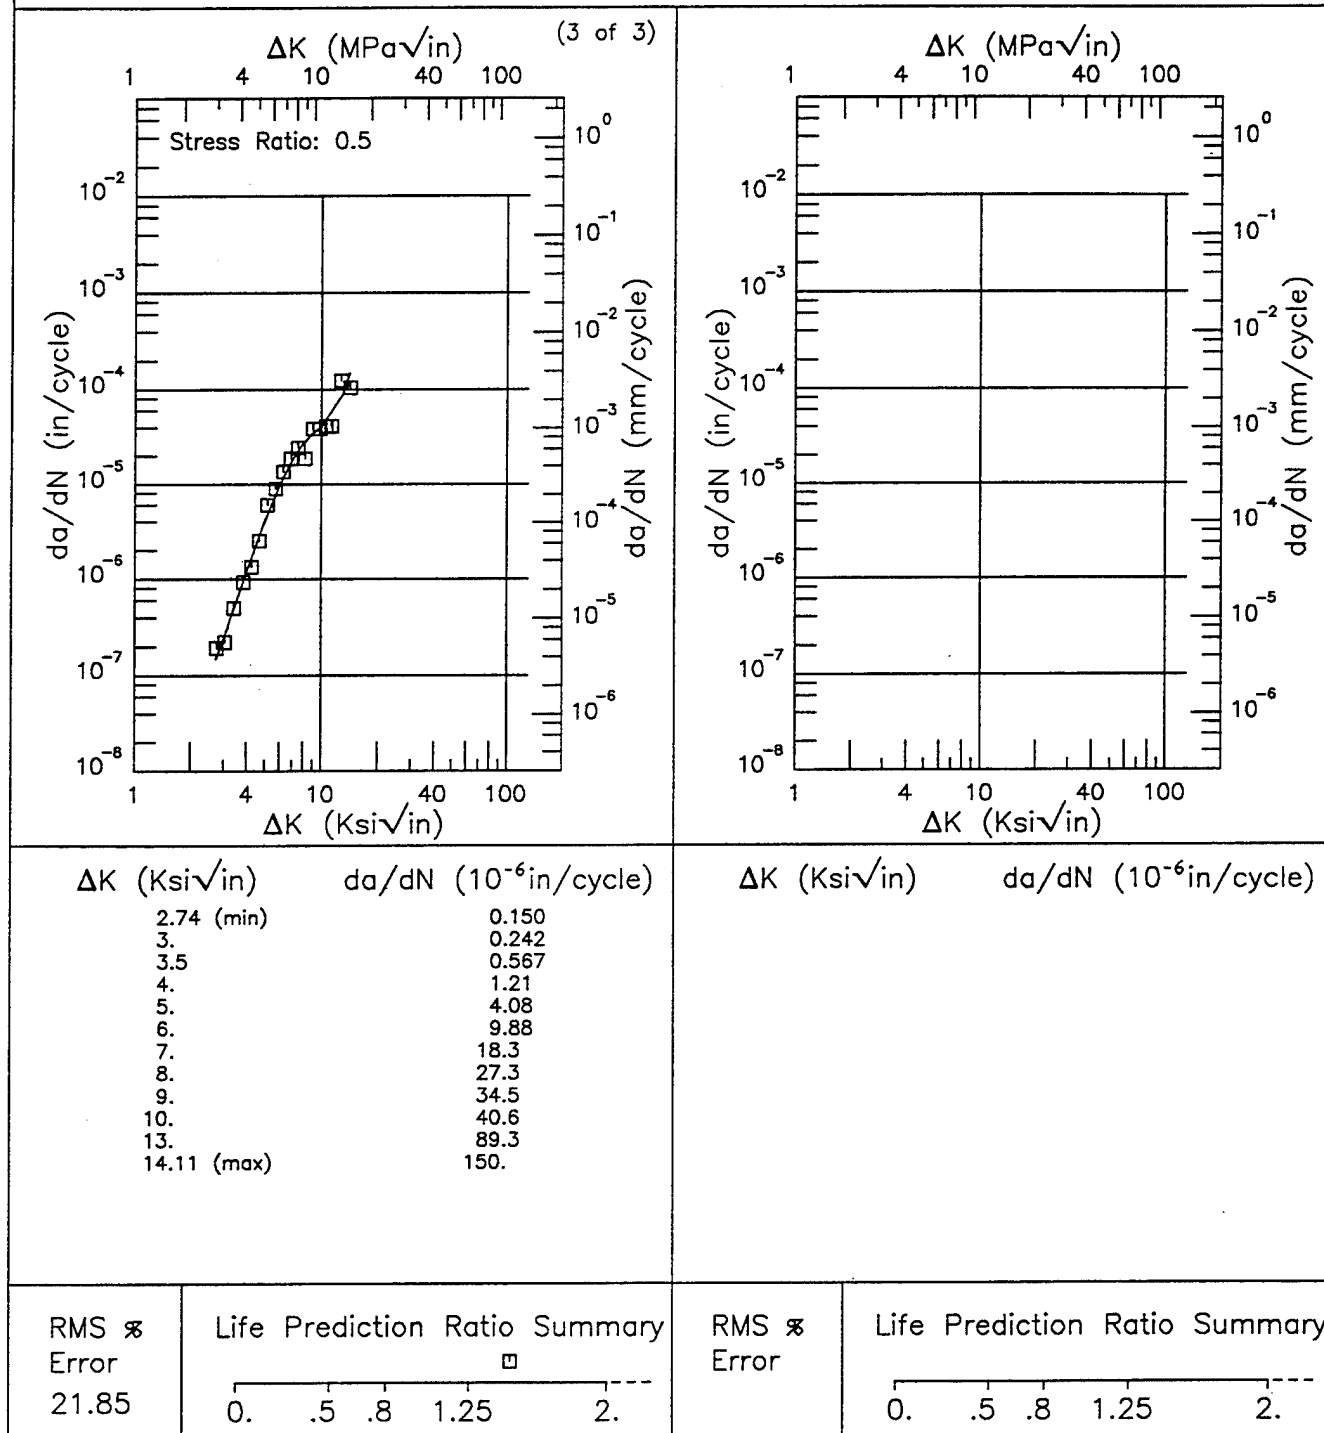 (3 of 3)
ΔK (MPa√in)
1 4 10 40 100
Stress Ratio: 0.5
10⁰
10⁻²
10⁻¹
10⁻³
10⁻²
10⁻⁴
10⁻³
10⁻⁵
10⁻⁴
10⁻⁶
10⁻⁵
10⁻⁷
10⁻⁶
10⁻⁸
da/dN (in/cycle)
da/dN (mm/cycle)
1 4 10 40 100
ΔK (Ksi√in)
ΔK (MPa√in)
1 4 10 40 100
10⁰
10⁻²
10⁻¹
10⁻³
10⁻²
10⁻⁴
10⁻³
10⁻⁵
10⁻⁴
10⁻⁶
10⁻⁵
10⁻⁷
10⁻⁶
10⁻⁸
da/dN (in/cycle)
da/dN (mm/cycle)
1 4 10 40 100
ΔK (Ksi√in)
ΔK (Ksi√in) da/dN (10⁻⁶in/cycle)
2.74 (min) 0.150
3. 0.242
3.5 0.567
4. 1.21
5. 4.08
6. 9.88
7. 18.3
8. 27.3
9. 34.5
10. 40.6
13. 89.3
14.11 (max) 150.
ΔK (Ksi√in) da/dN (10⁻⁶in/cycle)
RMS %
Error
21.85
Life Prediction Ratio Summary
0. .5 .8 1.25 2.
RMS %
Error
Life Prediction Ratio Summary
0. .5 .8 1.25 2.